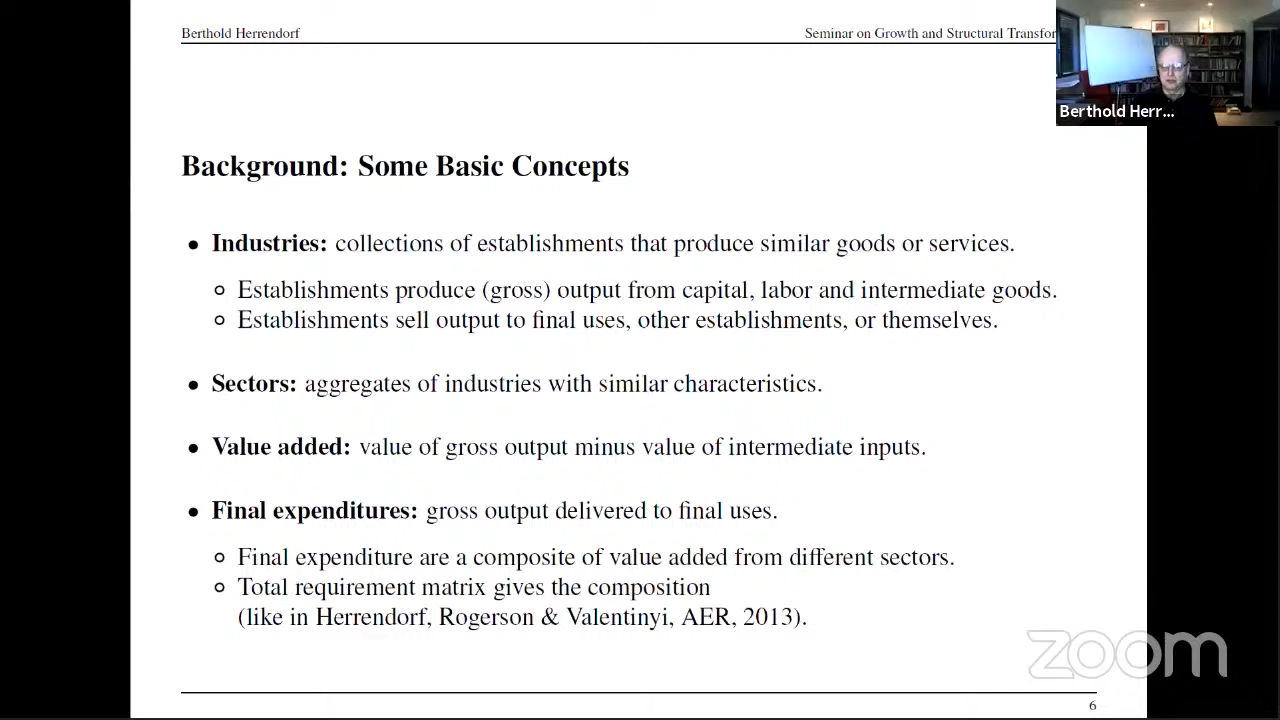 Berthold Herrendorf
Seminar on Growth and Structural Transfor
Berthold Herr...
Background: Some Basic Concepts
• Industries: collections of establishments that produce similar goods or services.
◦ Establishments produce (gross) output from capital, labor and intermediate goods.
◦ Establishments sell output to final uses, other establishments, or themselves.
• Sectors: aggregates of industries with similar characteristics.
• Value added: value of gross output minus value of intermediate inputs.
• Final expenditures: gross output delivered to final uses.
◦ Final expenditure are a composite of value added from different sectors.
◦ Total requirement matrix gives the composition
(like in Herrendorf, Rogerson & Valentinyi, AER, 2013).
zoom
6